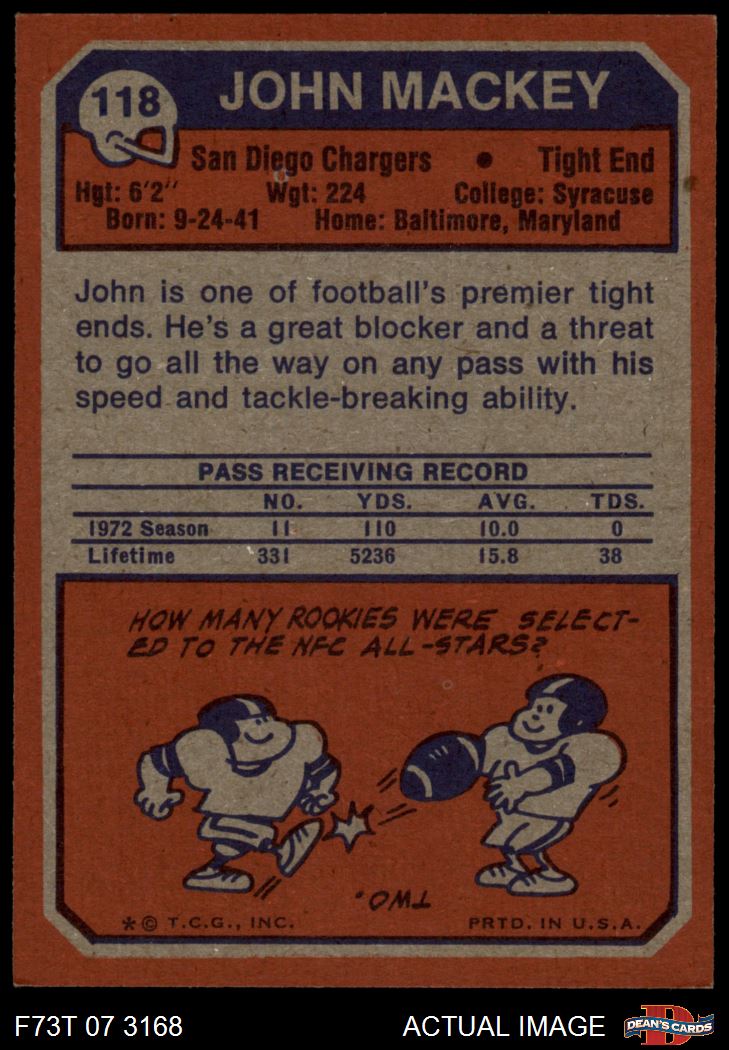 118
JOHN MACKEY
San Diego Chargers • Tight End
Hgt: 6'2" Wgt: 224 College: Syracuse
Born: 9-24-41 Home: Baltimore, Maryland
John is one of football's premier tight
ends. He's a great blocker and a threat
to go all the way on any pass with his
speed and tackle-breaking ability.
PASS RECEIVING RECORD
NO. YDS. AVG. TDS.
1972 Season 11 110 10.0 0
Lifetime 331 5236 15.8 38
HOW MANY ROOKIES WERE SELECT-
ED TO THE NFC ALL-STARS?
TWO.
* © T.C.G., INC. PRTD. IN U.S.A.
F73T 07 3168 ACTUAL IMAGE D DEAN'S CARDS